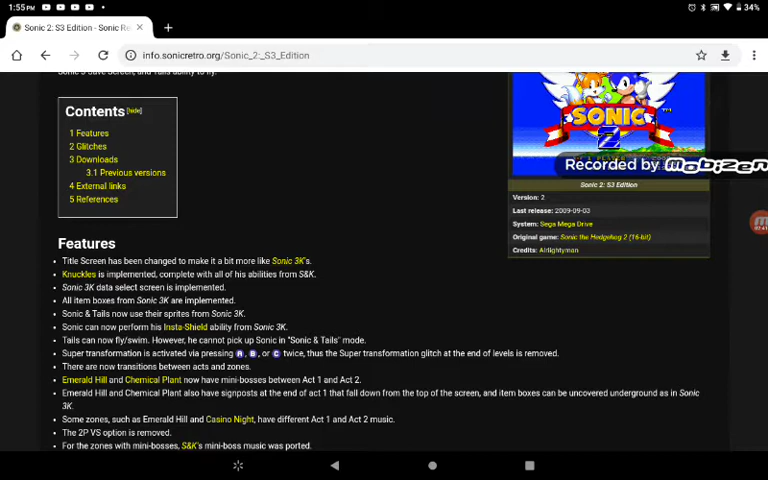 1:55PM
34%
Sonic 2: S3 Edition - Sonic Re
info.sonicretro.org/Sonic_2:_S3_Edition
Sonic 3 Save Screen, and Tails ability to fly.
Contents [hide]
1 Features
2 Glitches
3 Downloads
3.1 Previous versions
4 External links
5 References
SONIC
2
TM
Recorded by
mobizen
Sonic 2: S3 Edition
Version: 2
Last release: 2009-09-03
System: Sega Mega Drive
Original game: Sonic the Hedgehog 2 (16-bit)
Credits: Alriightyman
Features
Title Screen has been changed to make it a bit more like Sonic 3K's.
Knuckles is implemented, complete with all of his abilities from S&K.
Sonic 3K data select screen is implemented.
All item boxes from Sonic 3K are implemented.
Sonic & Tails now use their sprites from Sonic 3K.
Sonic can now perform his Insta-Shield ability from Sonic 3K.
Tails can now fly/swim. However, he cannot pick up Sonic in "Sonic & Tails" mode.
Super transformation is activated via pressing A, B, or C twice, thus the Super transformation glitch at the end of levels is removed.
There are now transitions between acts and zones.
Emerald Hill and Chemical Plant now have mini-bosses between Act 1 and Act 2.
Emerald Hill and Chemical Plant also have signposts at the end of act 1 that fall down from the top of the screen, and item boxes can be uncovered underground as in Sonic
3K.
Some zones, such as Emerald Hill and Casino Night, have different Act 1 and Act 2 music.
The 2P VS option is removed.
For the zones with mini-bosses, S&K's mini-boss music was ported.